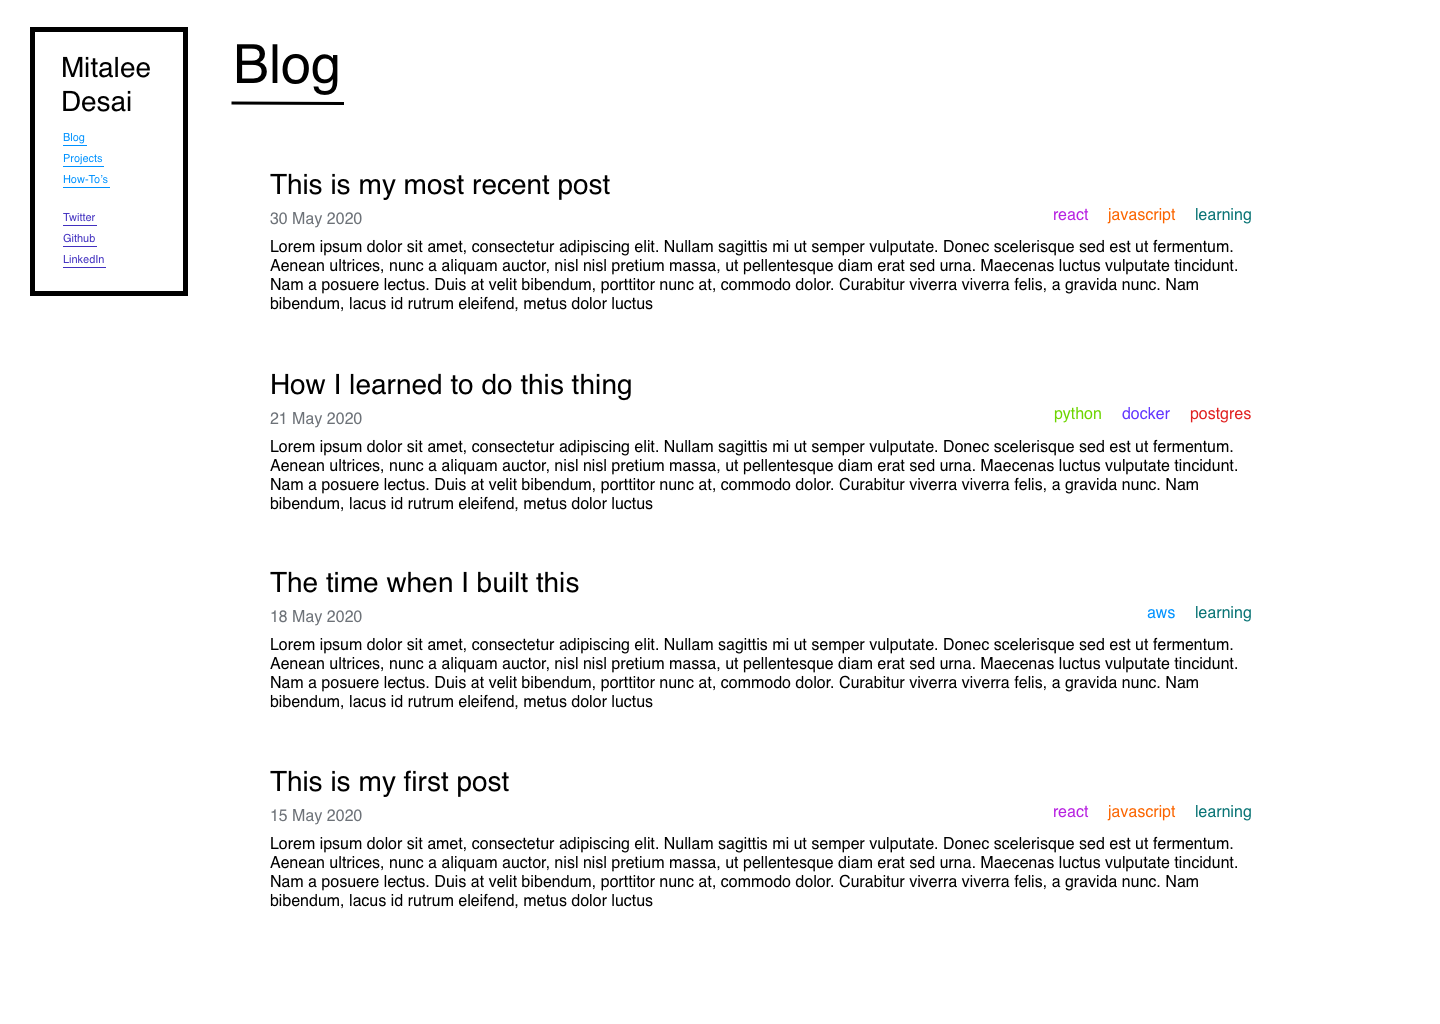 Mitalee
Desai
Blog
Projects
How-To's
Twitter
Github
LinkedIn
Blog
This is my most recent post
30 May 2020
react javascript learning
Lorem ipsum dolor sit amet, consectetur adipiscing elit. Nullam sagittis mi ut semper vulputate. Donec scelerisque sed est ut fermentum.
Aenean ultrices, nunc a aliquam auctor, nisl nisl pretium massa, ut pellentesque diam erat sed urna. Maecenas luctus vulputate tincidunt.
Nam a posuere lectus. Duis at velit bibendum, porttitor nunc at, commodo dolor. Curabitur viverra viverra felis, a gravida nunc. Nam
bibendum, lacus id rutrum eleifend, metus dolor luctus
How I learned to do this thing
21 May 2020
python docker postgres
Lorem ipsum dolor sit amet, consectetur adipiscing elit. Nullam sagittis mi ut semper vulputate. Donec scelerisque sed est ut fermentum.
Aenean ultrices, nunc a aliquam auctor, nisl nisl pretium massa, ut pellentesque diam erat sed urna. Maecenas luctus vulputate tincidunt.
Nam a posuere lectus. Duis at velit bibendum, porttitor nunc at, commodo dolor. Curabitur viverra viverra felis, a gravida nunc. Nam
bibendum, lacus id rutrum eleifend, metus dolor luctus
The time when I built this
18 May 2020
aws learning
Lorem ipsum dolor sit amet, consectetur adipiscing elit. Nullam sagittis mi ut semper vulputate. Donec scelerisque sed est ut fermentum.
Aenean ultrices, nunc a aliquam auctor, nisl nisl pretium massa, ut pellentesque diam erat sed urna. Maecenas luctus vulputate tincidunt.
Nam a posuere lectus. Duis at velit bibendum, porttitor nunc at, commodo dolor. Curabitur viverra viverra felis, a gravida nunc. Nam
bibendum, lacus id rutrum eleifend, metus dolor luctus
This is my first post
15 May 2020
react javascript learning
Lorem ipsum dolor sit amet, consectetur adipiscing elit. Nullam sagittis mi ut semper vulputate. Donec scelerisque sed est ut fermentum.
Aenean ultrices, nunc a aliquam auctor, nisl nisl pretium massa, ut pellentesque diam erat sed urna. Maecenas luctus vulputate tincidunt.
Nam a posuere lectus. Duis at velit bibendum, porttitor nunc at, commodo dolor. Curabitur viverra viverra felis, a gravida nunc. Nam
bibendum, lacus id rutrum eleifend, metus dolor luctus